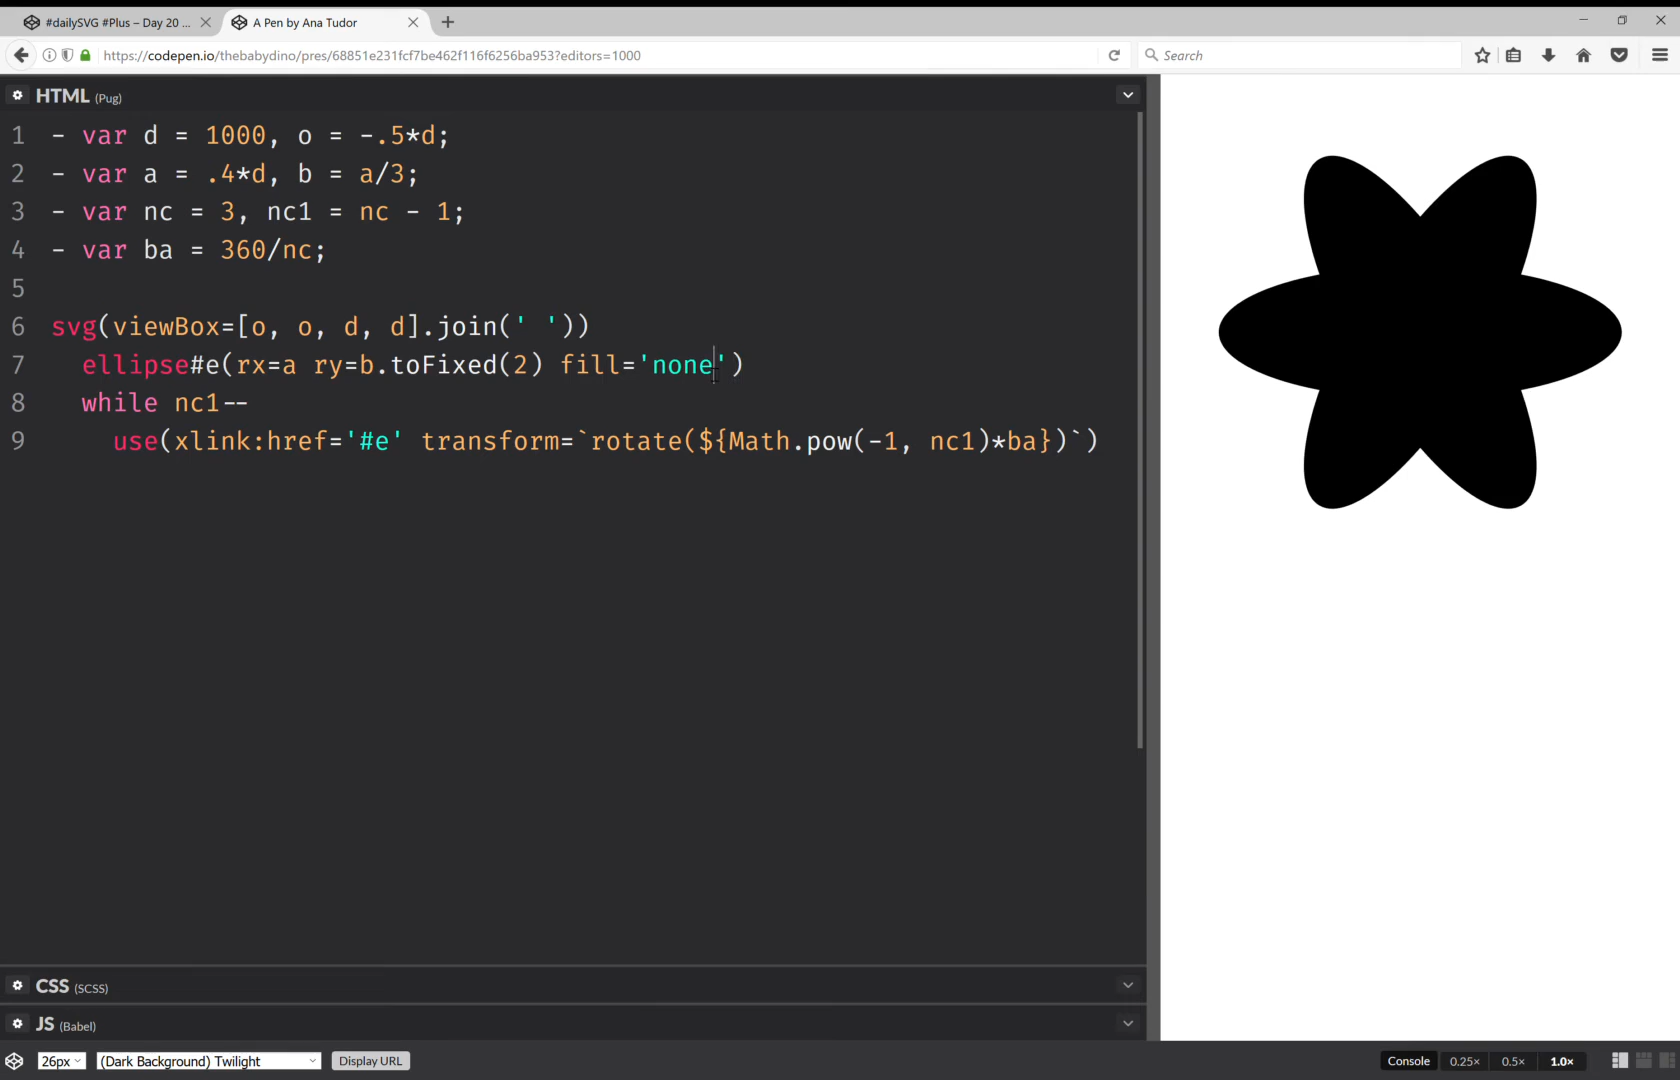 #dailySVG #Plus – Day 20 ...
A Pen by Ana Tudor
https://codepen.io/thebabydino/pres/68851e231fcf7be462f116f6256ba953?editors=1000
Search
HTML (Pug)
1 - var d = 1000, o = -.5*d;
2 - var a = .4*d, b = a/3;
3 - var nc = 3, nc1 = nc - 1;
4 - var ba = 360/nc;
5
6 svg(viewBox=[o, o, d, d].join(' '))
7 ellipse#e(rx=a ry=b.toFixed(2) fill='none')
8 while nc1--
9 use(xlink:href='#e' transform=`rotate(${Math.pow(-1, nc1)*ba})`)
CSS (SCSS)
JS (Babel)
26px (Dark Background) Twilight Display URL Console 0.25× 0.5× 1.0×